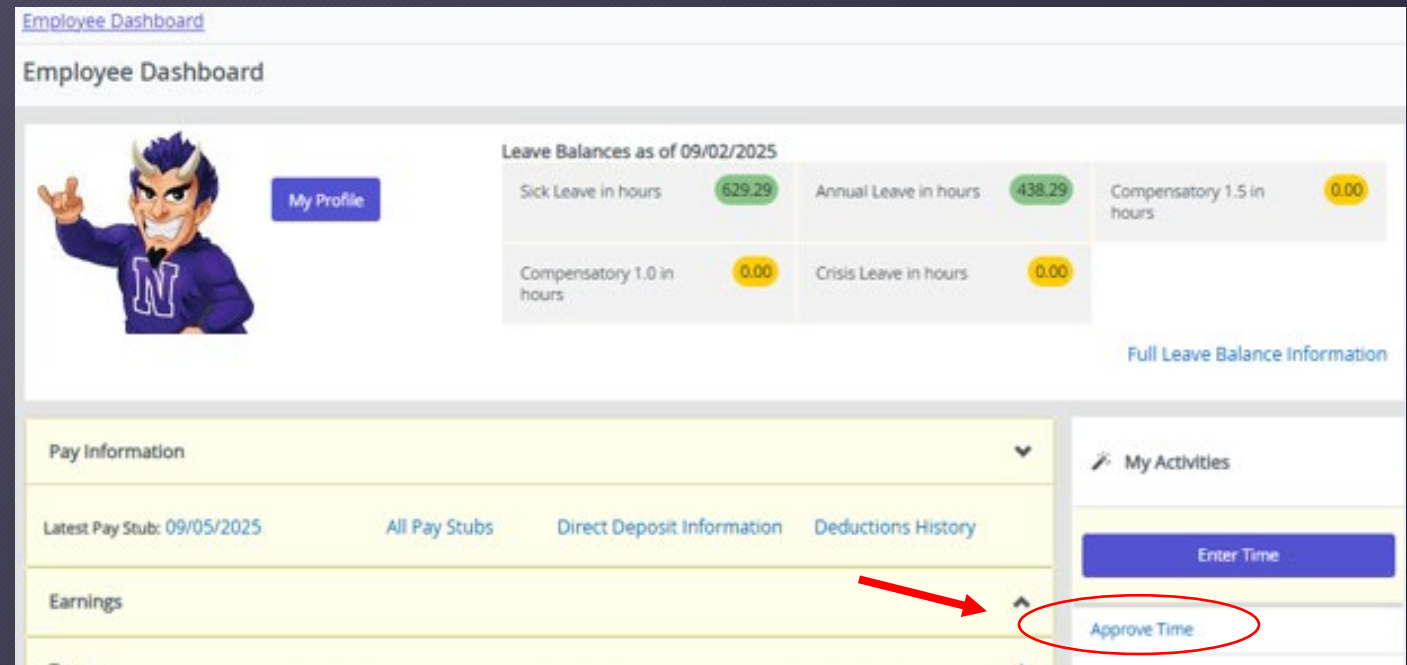 Employee Dashboard
Employee Dashboard
My Profile
N
Leave Balances as of 09/02/2025
Sick Leave in hours 629.29
Annual Leave in hours 438.29
Compensatory 1.5 in
hours
0.00
Compensatory 1.0 in
hours
0.00
Crisis Leave in hours 0.00
Full Leave Balance Information
Pay Information
Latest Pay Stub: 09/05/2025
All Pay Stubs
Direct Deposit Information
Deductions History
Earnings
My Activities
Enter Time
Approve Time